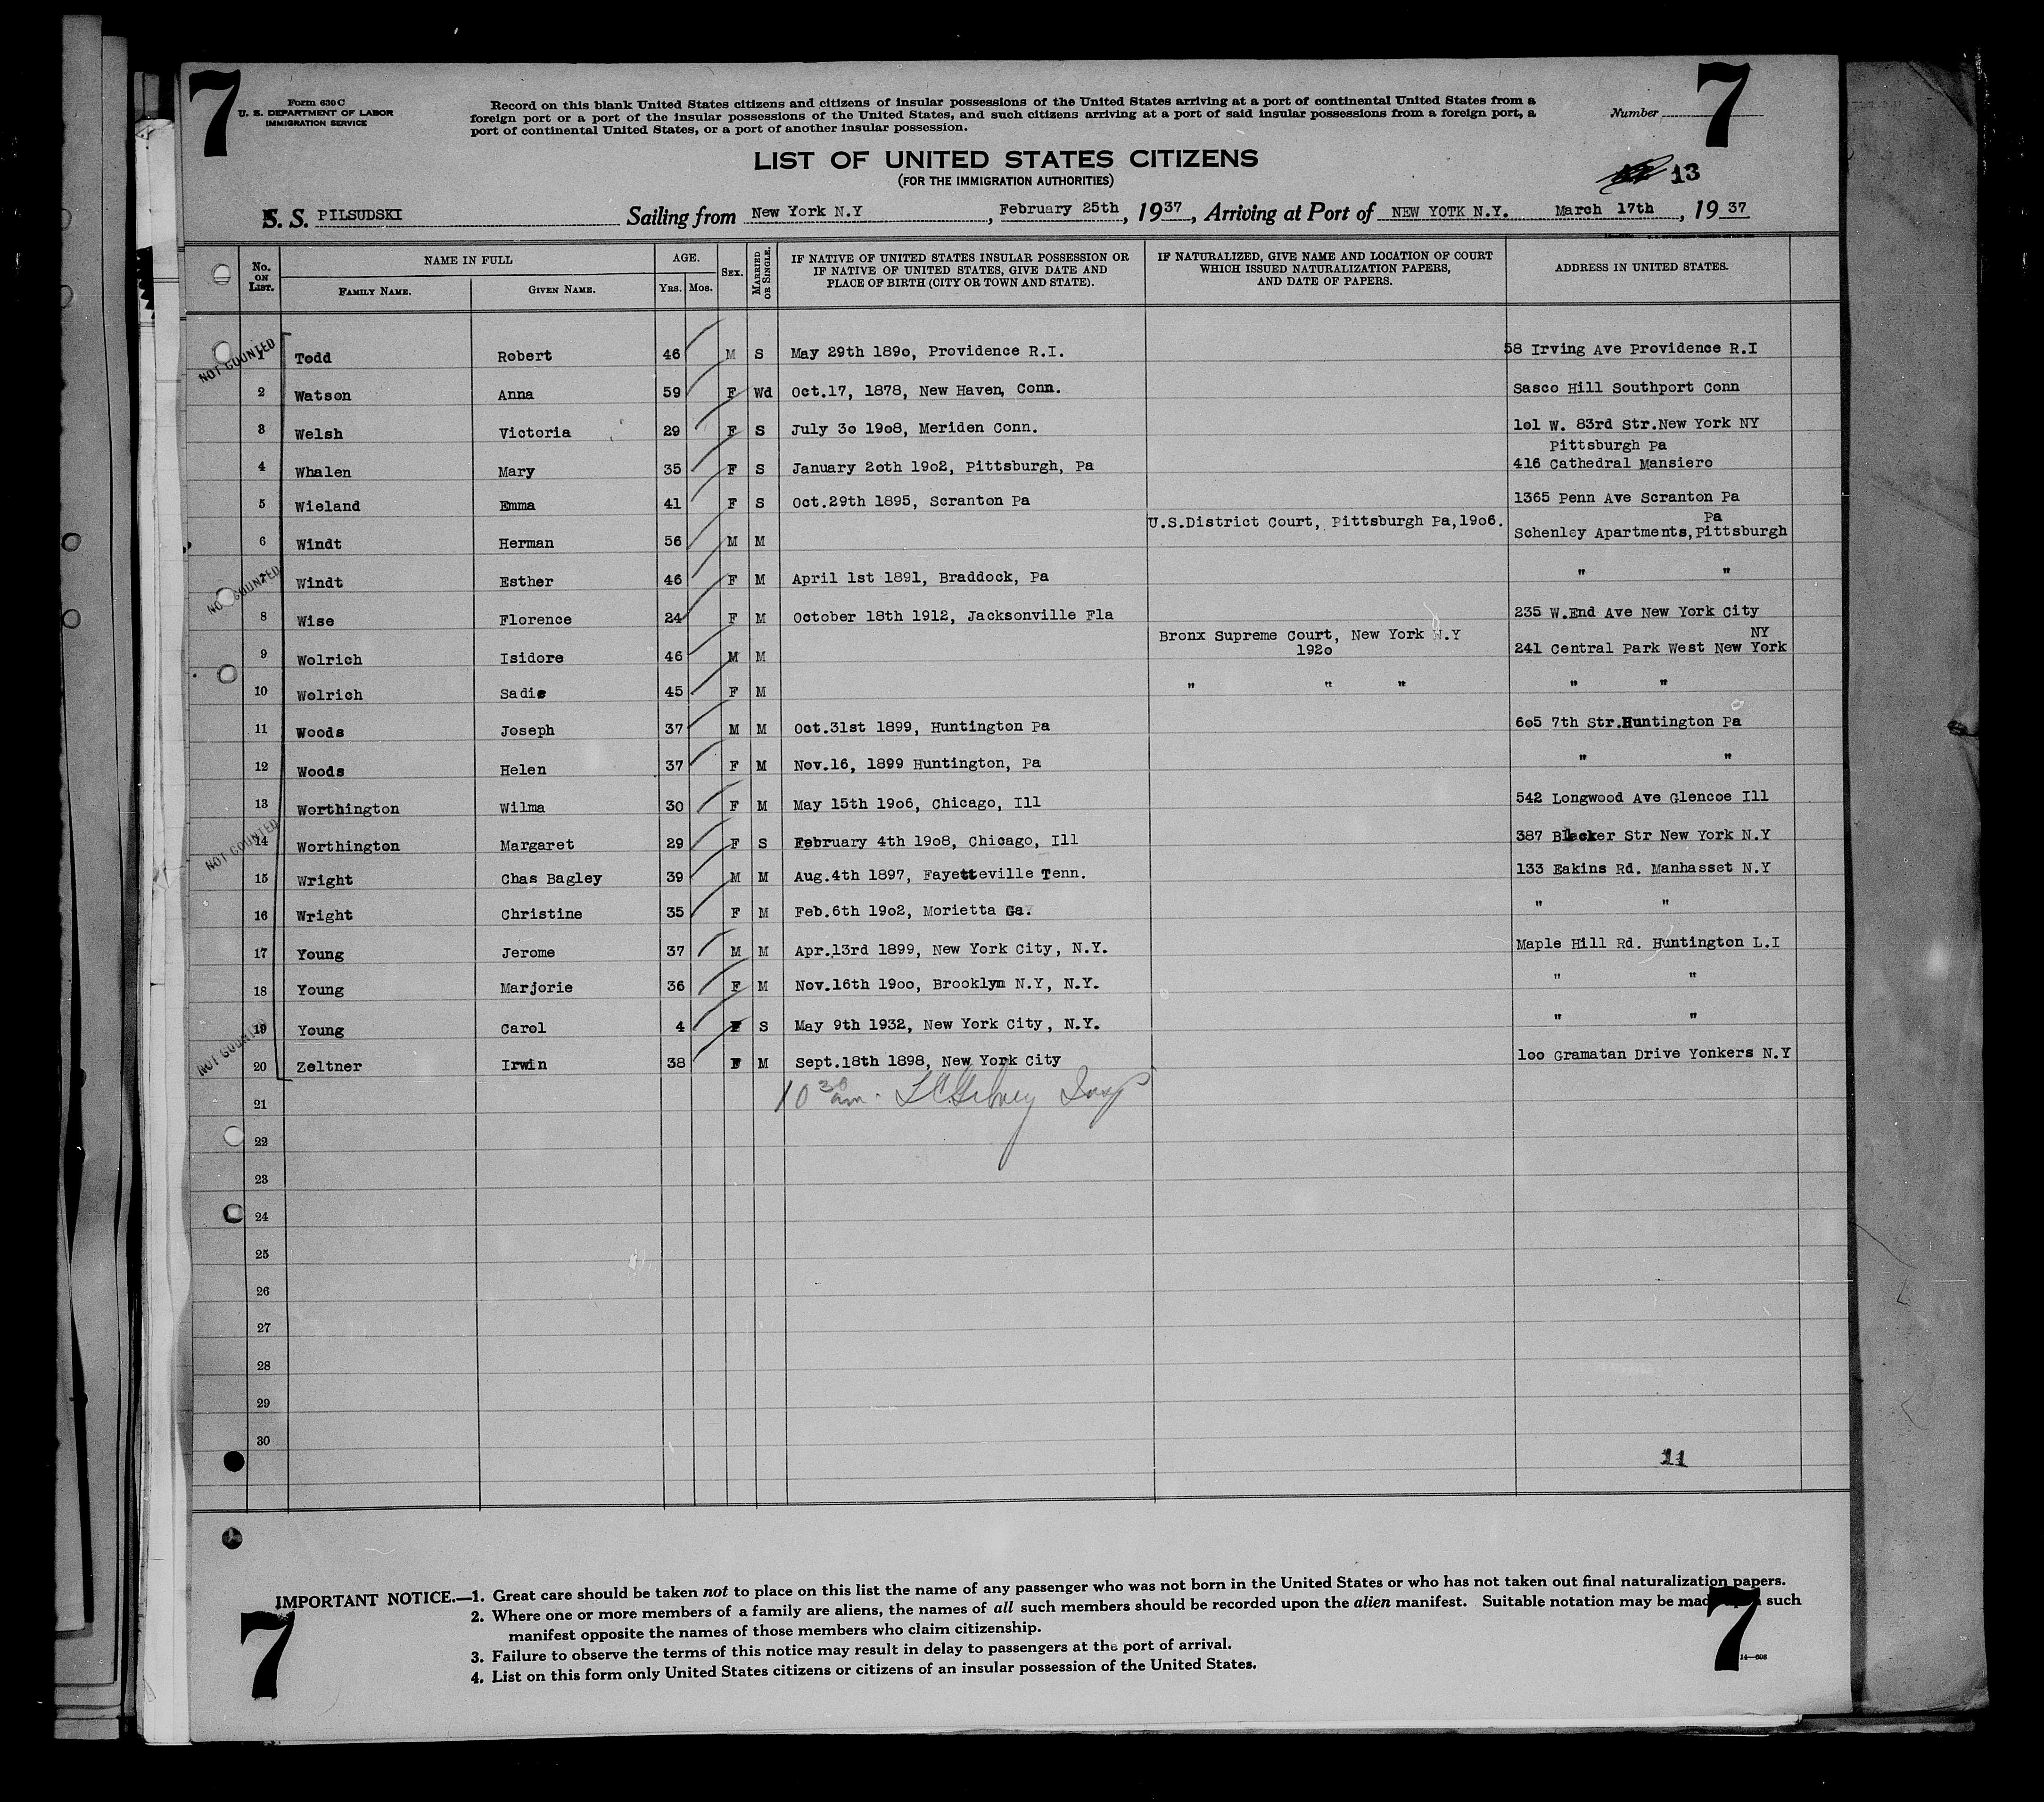 7
7
Form 630 C
U. S. DEPARTMENT OF LABOR
IMMIGRATION SERVICE
Record on this blank United States citizens and citizens of insular possessions of the United States arriving at a port of continental United States from a
foreign port or a port of the insular possessions of the United States, and such citizens arriving at a port of said insular possessions from a foreign port, a
port of continental United States, or a port of another insular possession.
Number
LIST OF UNITED STATES CITIZENS
(FOR THE IMMIGRATION AUTHORITIES)
13
S. S. PILSUDSKI Sailing from New York N.Y , February 25th , 1937 , Arriving at Port of NEW YOTK N.Y. March 17th , 19 37
No. ON LIST. NAME IN FULL FAMILY NAME. GIVEN NAME. AGE. YRS. MOS. SEX. MARRIED OR SINGLE. IF NATIVE OF UNITED STATES INSULAR POSSESSION OR IF NATIVE OF UNITED STATES, GIVE DATE AND PLACE OF BIRTH (CITY OR TOWN AND STATE). IF NATURALIZED, GIVE NAME AND LOCATION OF COURT WHICH ISSUED NATURALIZATION PAPERS, AND DATE OF PAPERS. ADDRESS IN UNITED STATES.
NOT COUNTED
1 Todd Robert 46 M S May 29th 189o, Providence R.I. 58 Irving Ave Providence R.I
2 Watson Anna 59 F Wd Oct.17, 1878, New Haven, Conn. Sasco Hill Southport Conn
3 Welsh Victoria 29 F S July 3o 19o8, Meriden Conn. 1o1 W. 83rd Str.New York NY
Pittsburgh Pa
4 Whalen Mary 35 F S January 2oth 19o2, Pittsburgh, Pa 416 Cathedral Mansiero
5 Wieland Emma 41 F S Oct.29th 1895, Scranton Pa 1365 Penn Ave Scranton Pa
U.S.District Court, Pittsburgh Pa,19o6. Pa
6 Windt Herman 56 M M Schenley Apartments,Pittsburgh
NOT COUNTED
7 Windt Esther 46 F M April 1st 1891, Braddock, Pa " "
8 Wise Florence 24 F M October 18th 1912, Jacksonville Fla 235 W.End Ave New York City
Bronx Supreme Court, New York N.Y NY
9 Wolrich Isidore 46 M M 192o 241 Central Park West New York
10 Wolrich Sadie 45 F M " " " " "
11 Woods Joseph 37 M M Oct.31st 1899, Huntington Pa 6o5 7th Str.Huntington Pa
12 Woods Helen 37 F M Nov.16, 1899 Huntington, Pa " "
13 Worthington Wilma 30 F M May 15th 19o6, Chicago, Ill 542 Longwood Ave Glencoe Ill
NOT COUNTED
14 Worthington Margaret 29 F S February 4th 19o8, Chicago, Ill 387 Blecker Str New York N.Y
15 Wright Chas Bagley 39 M M Aug.4th 1897, Fayetteville Tenn. 133 Eakins Rd. Manhasset N.Y
16 Wright Christine 35 F M Feb.6th 19o2, Morietta Ga. " "
17 Young Jerome 37 M M Apr.13rd 1899, New York City, N.Y. Maple Hill Rd. Huntington L.I
18 Young Marjorie 36 F M Nov.16th 19oo, Brooklyn N.Y, N.Y. " "
19 Young Carol 4 F S May 9th 1932, New York City, N.Y. " "
NOT COUNTED
20 Zeltner Irwin 38 F M Sept.18th 1898, New York City 1oo Gramatan Drive Yonkers N.Y
10 30 am.
21
22
23
24
25
26
27
28
29
30
11
IMPORTANT NOTICE.—1. Great care should be taken not to place on this list the name of any passenger who was not born in the United States or who has not taken out final naturalization papers.
2. Where one or more members of a family are aliens, the names of all such members should be recorded upon the alien manifest. Suitable notation may be made such
manifest opposite the names of those members who claim citizenship.
3. Failure to observe the terms of this notice may result in delay to passengers at the port of arrival.
4. List on this form only United States citizens or citizens of an insular possession of the United States.
7
7
14—608